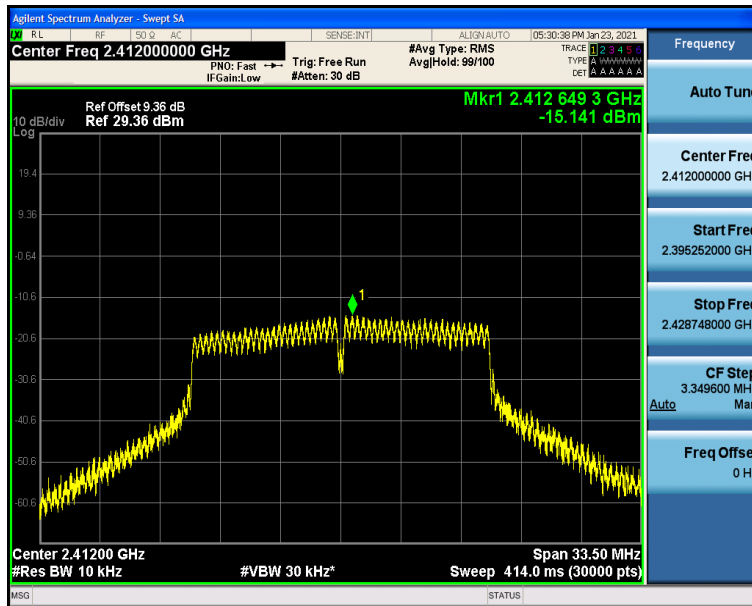 Agilent Spectrum Analyzer - Swept SA
LXI RL RF 50 Ω AC SENSE:INT ALIGN AUTO 05:30:38 PM Jan 23, 2021
Center Freq 2.412000000 GHz
PNO: Fast
IFGain:Low
Trig: Free Run
#Atten: 30 dB
#Avg Type: RMS
Avg|Hold: 99/100
TRACE 1 2 3 4 5 6
TYPE A
DET A A A A A A
Ref Offset 9.36 dB
10 dB/div Ref 29.36 dBm
Log
Mkr1 2.412 649 3 GHz
-15.141 dBm
19.4
9.36
-0.64
-10.6
-20.6
-30.6
-40.6
-50.6
-60.6
1
Center 2.41200 GHz Span 33.50 MHz
#Res BW 10 kHz #VBW 30 kHz* Sweep 414.0 ms (30000 pts)
MSG STATUS
Frequency
Auto Tun
Center Fre
2.412000000 GH
Start Fre
2.395252000 GH
Stop Fre
2.428748000 GH
CF Ste
3.349600 MH
Auto Ma
Freq Offse
0 H